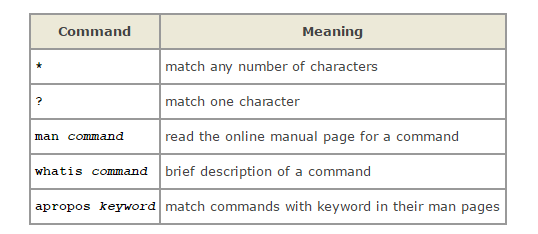 Command Meaning
* match any number of characters
? match one character
man command read the online manual page for a command
whatis command brief description of a command
apropos keyword match commands with keyword in their man pages